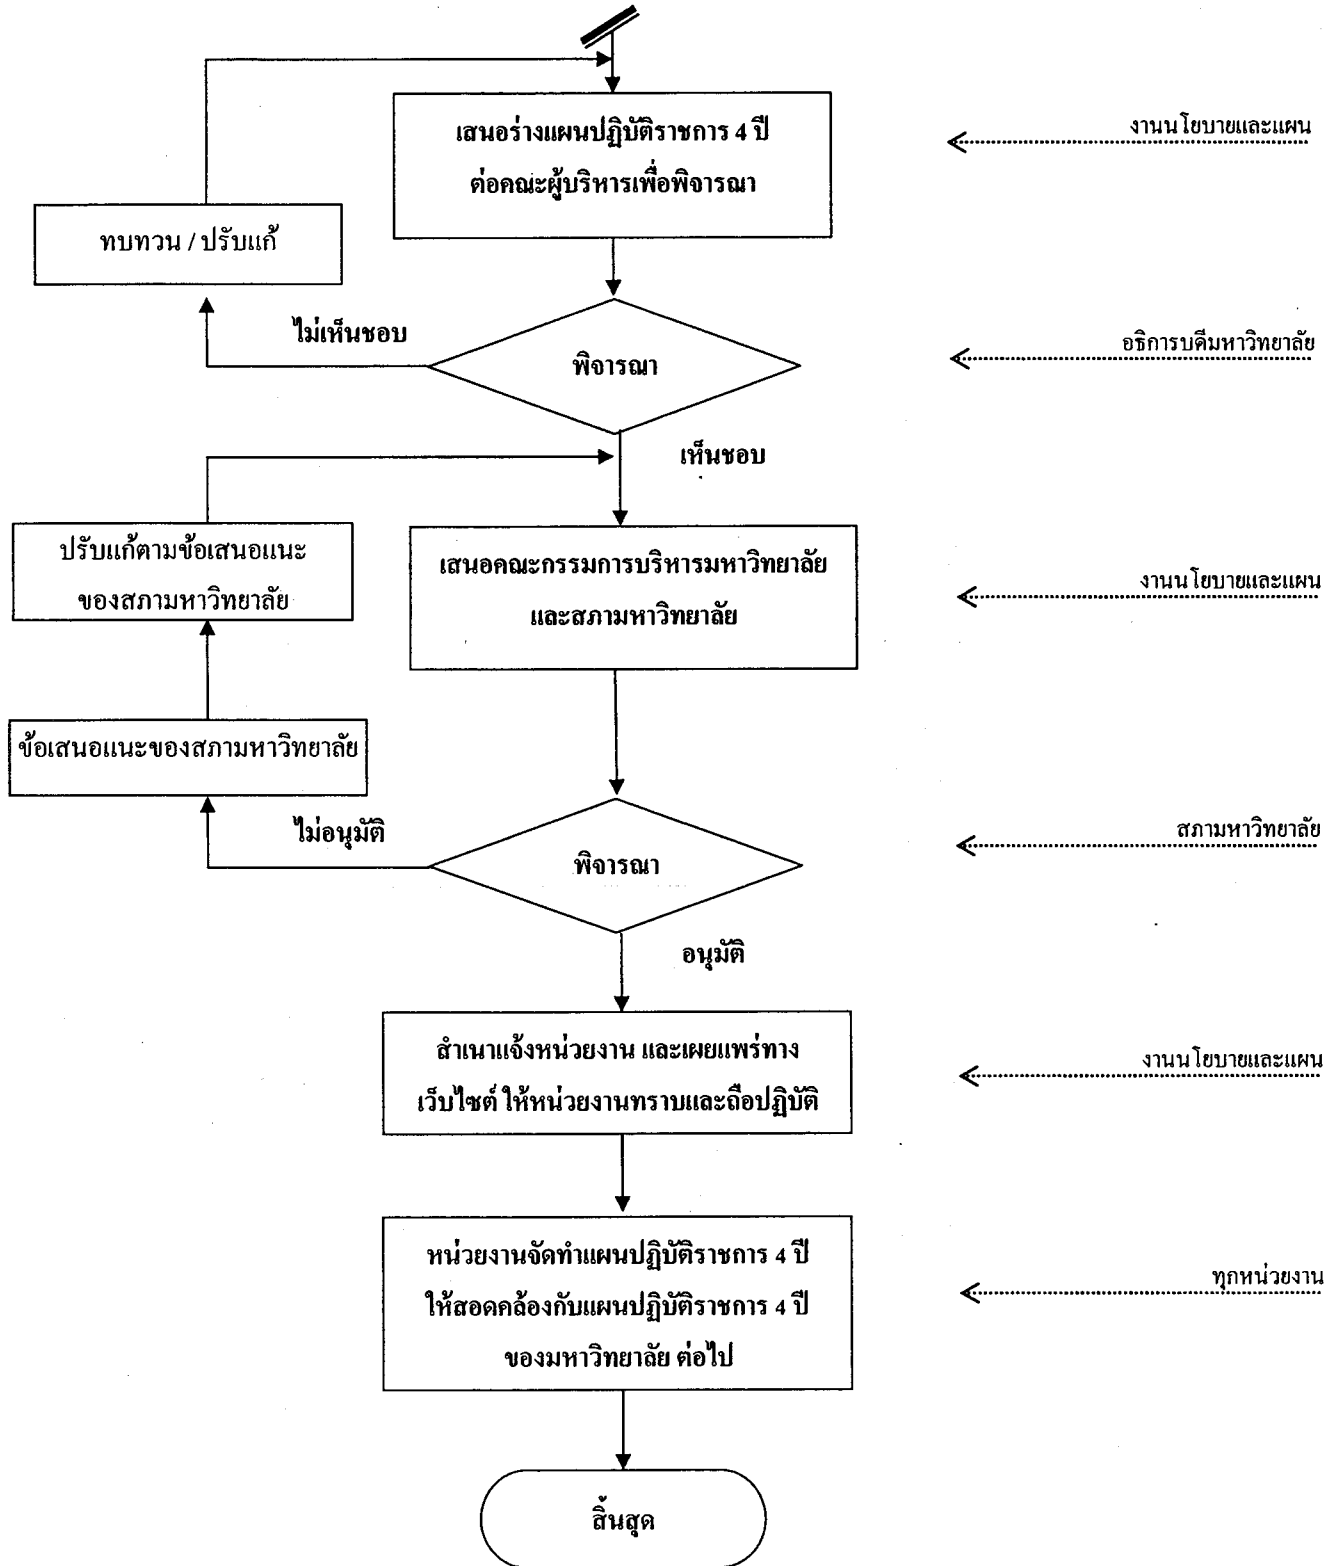 เสนอร่างแผนปฏิบัติราชการ 4 ปี
ต่อคณะผู้บริหารเพื่อพิจารณา
งานนโยบายและแผน
ทบทวน / ปรับแก้
ไม่เห็นชอบ
พิจารณา
อธิการบดีมหาวิทยาลัย
เห็นชอบ
ปรับแก้ตามข้อเสนอแนะ
ของสภามหาวิทยาลัย
เสนอคณะกรรมการบริหารมหาวิทยาลัย
และสภามหาวิทยาลัย
งานนโยบายและแผน
ข้อเสนอแนะของสภามหาวิทยาลัย
ไม่อนุมัติ
พิจารณา
สภามหาวิทยาลัย
อนุมัติ
สำเนาแจ้งหน่วยงาน และเผยแพร่ทาง
เว็บไซต์ ให้หน่วยงานทราบและถือปฏิบัติ
งานนโยบายและแผน
หน่วยงานจัดทำแผนปฏิบัติราชการ 4 ปี
ให้สอดคล้องกับแผนปฏิบัติราชการ 4 ปี
ของมหาวิทยาลัย ต่อไป
ทุกหน่วยงาน
สิ้นสุด